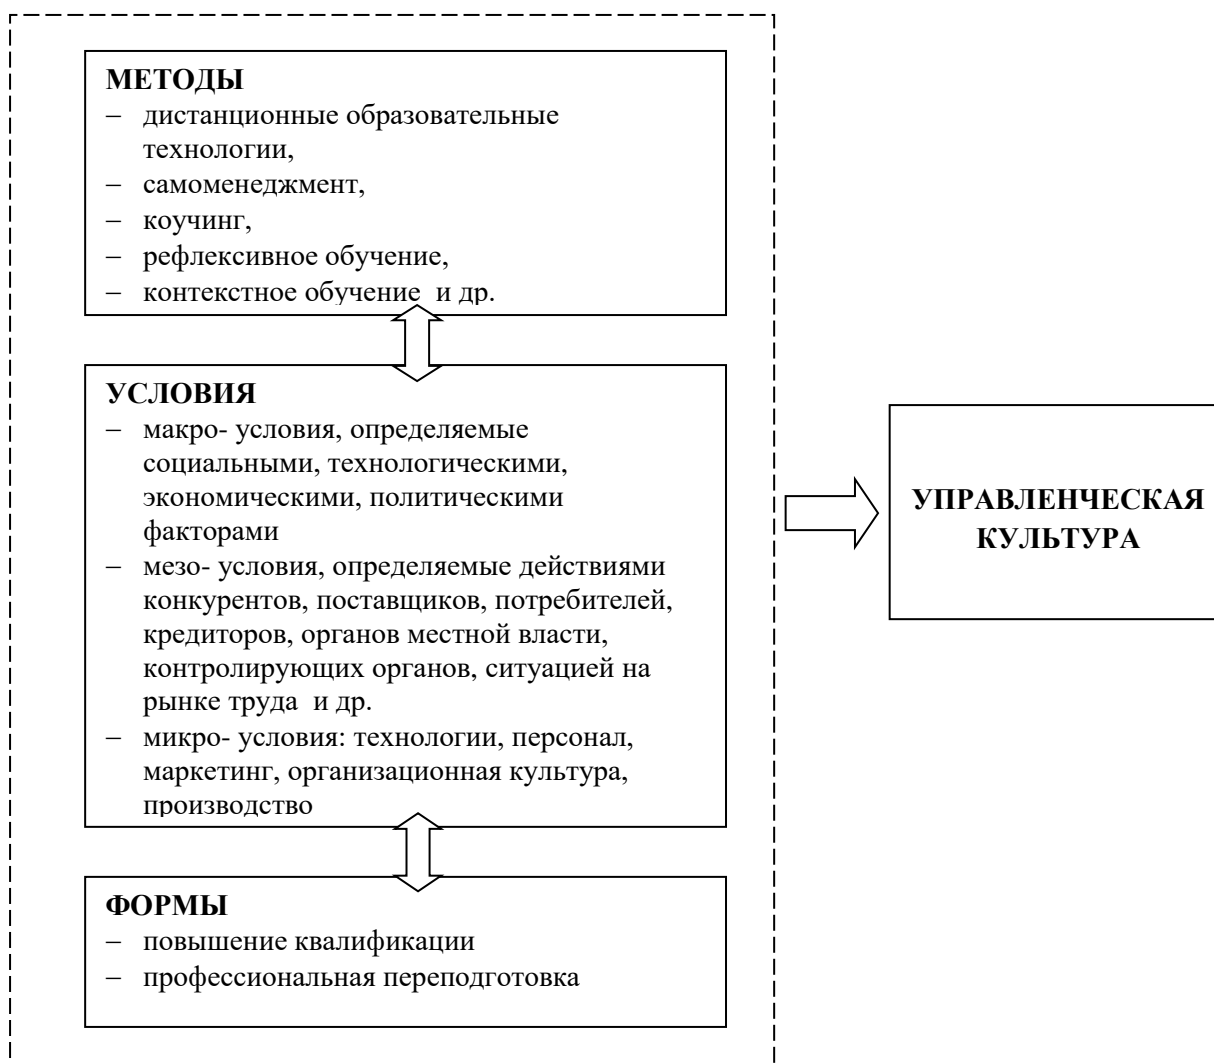 МЕТОДЫ
– дистанционные образовательные
технологии,
– самоменеджмент,
– коучинг,
– рефлексивное обучение,
– контекстное обучение и др.
УСЛОВИЯ
– макро- условия, определяемые
социальными, технологическими,
экономическими, политическими
факторами
– мезо- условия, определяемые действиями
конкурентов, поставщиков, потребителей,
кредиторов, органов местной власти,
контролирующих органов, ситуацией на
рынке труда и др.
– микро- условия: технологии, персонал,
маркетинг, организационная культура,
производство
ФОРМЫ
– повышение квалификации
– профессиональная переподготовка
УПРАВЛЕНЧЕСКАЯ
КУЛЬТУРА